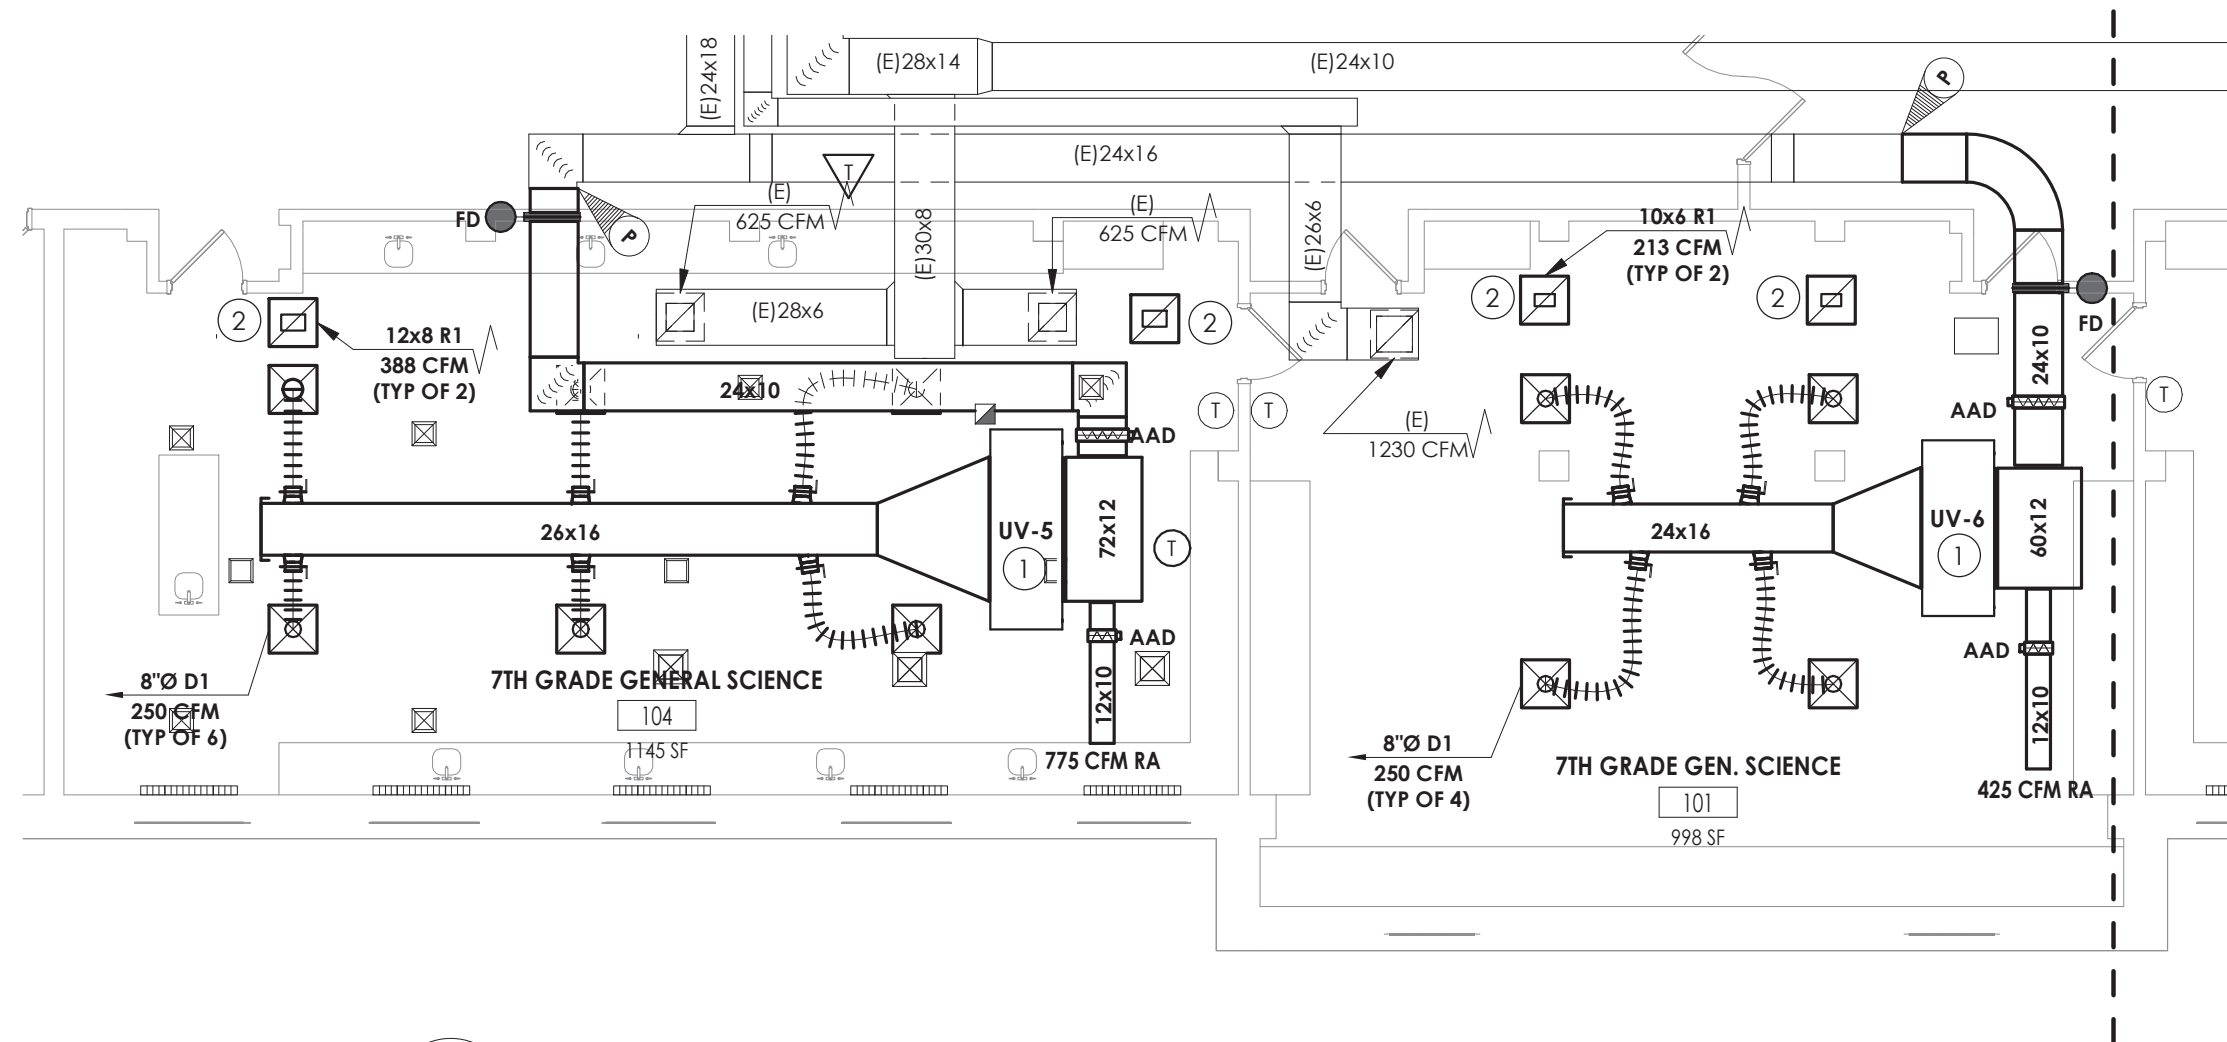 (E)24x18
(E)28x14
(E)24x10
P
(E)24x16
T
(E)
625 CFM
(E)
625 CFM
FD
P
(E)30x8
(E)26x6
10x6 R1
213 CFM
(TYP OF 2)
2
12x8 R1
388 CFM
(TYP OF 2)
(E)28x6
2
2
2
FD
24x10
24x10
T
T
T
AAD
(E)
1230 CFM
AAD
26x16
UV-5
1
72x12
T
24x16
UV-6
1
60x12
AAD
AAD
8"Ø D1
250 CFM
(TYP OF 6)
7TH GRADE GENERAL SCIENCE
104
1145 SF
12x10
775 CFM RA
8"Ø D1
250 CFM
(TYP OF 4)
7TH GRADE GEN. SCIENCE
101
998 SF
12x10
425 CFM RA